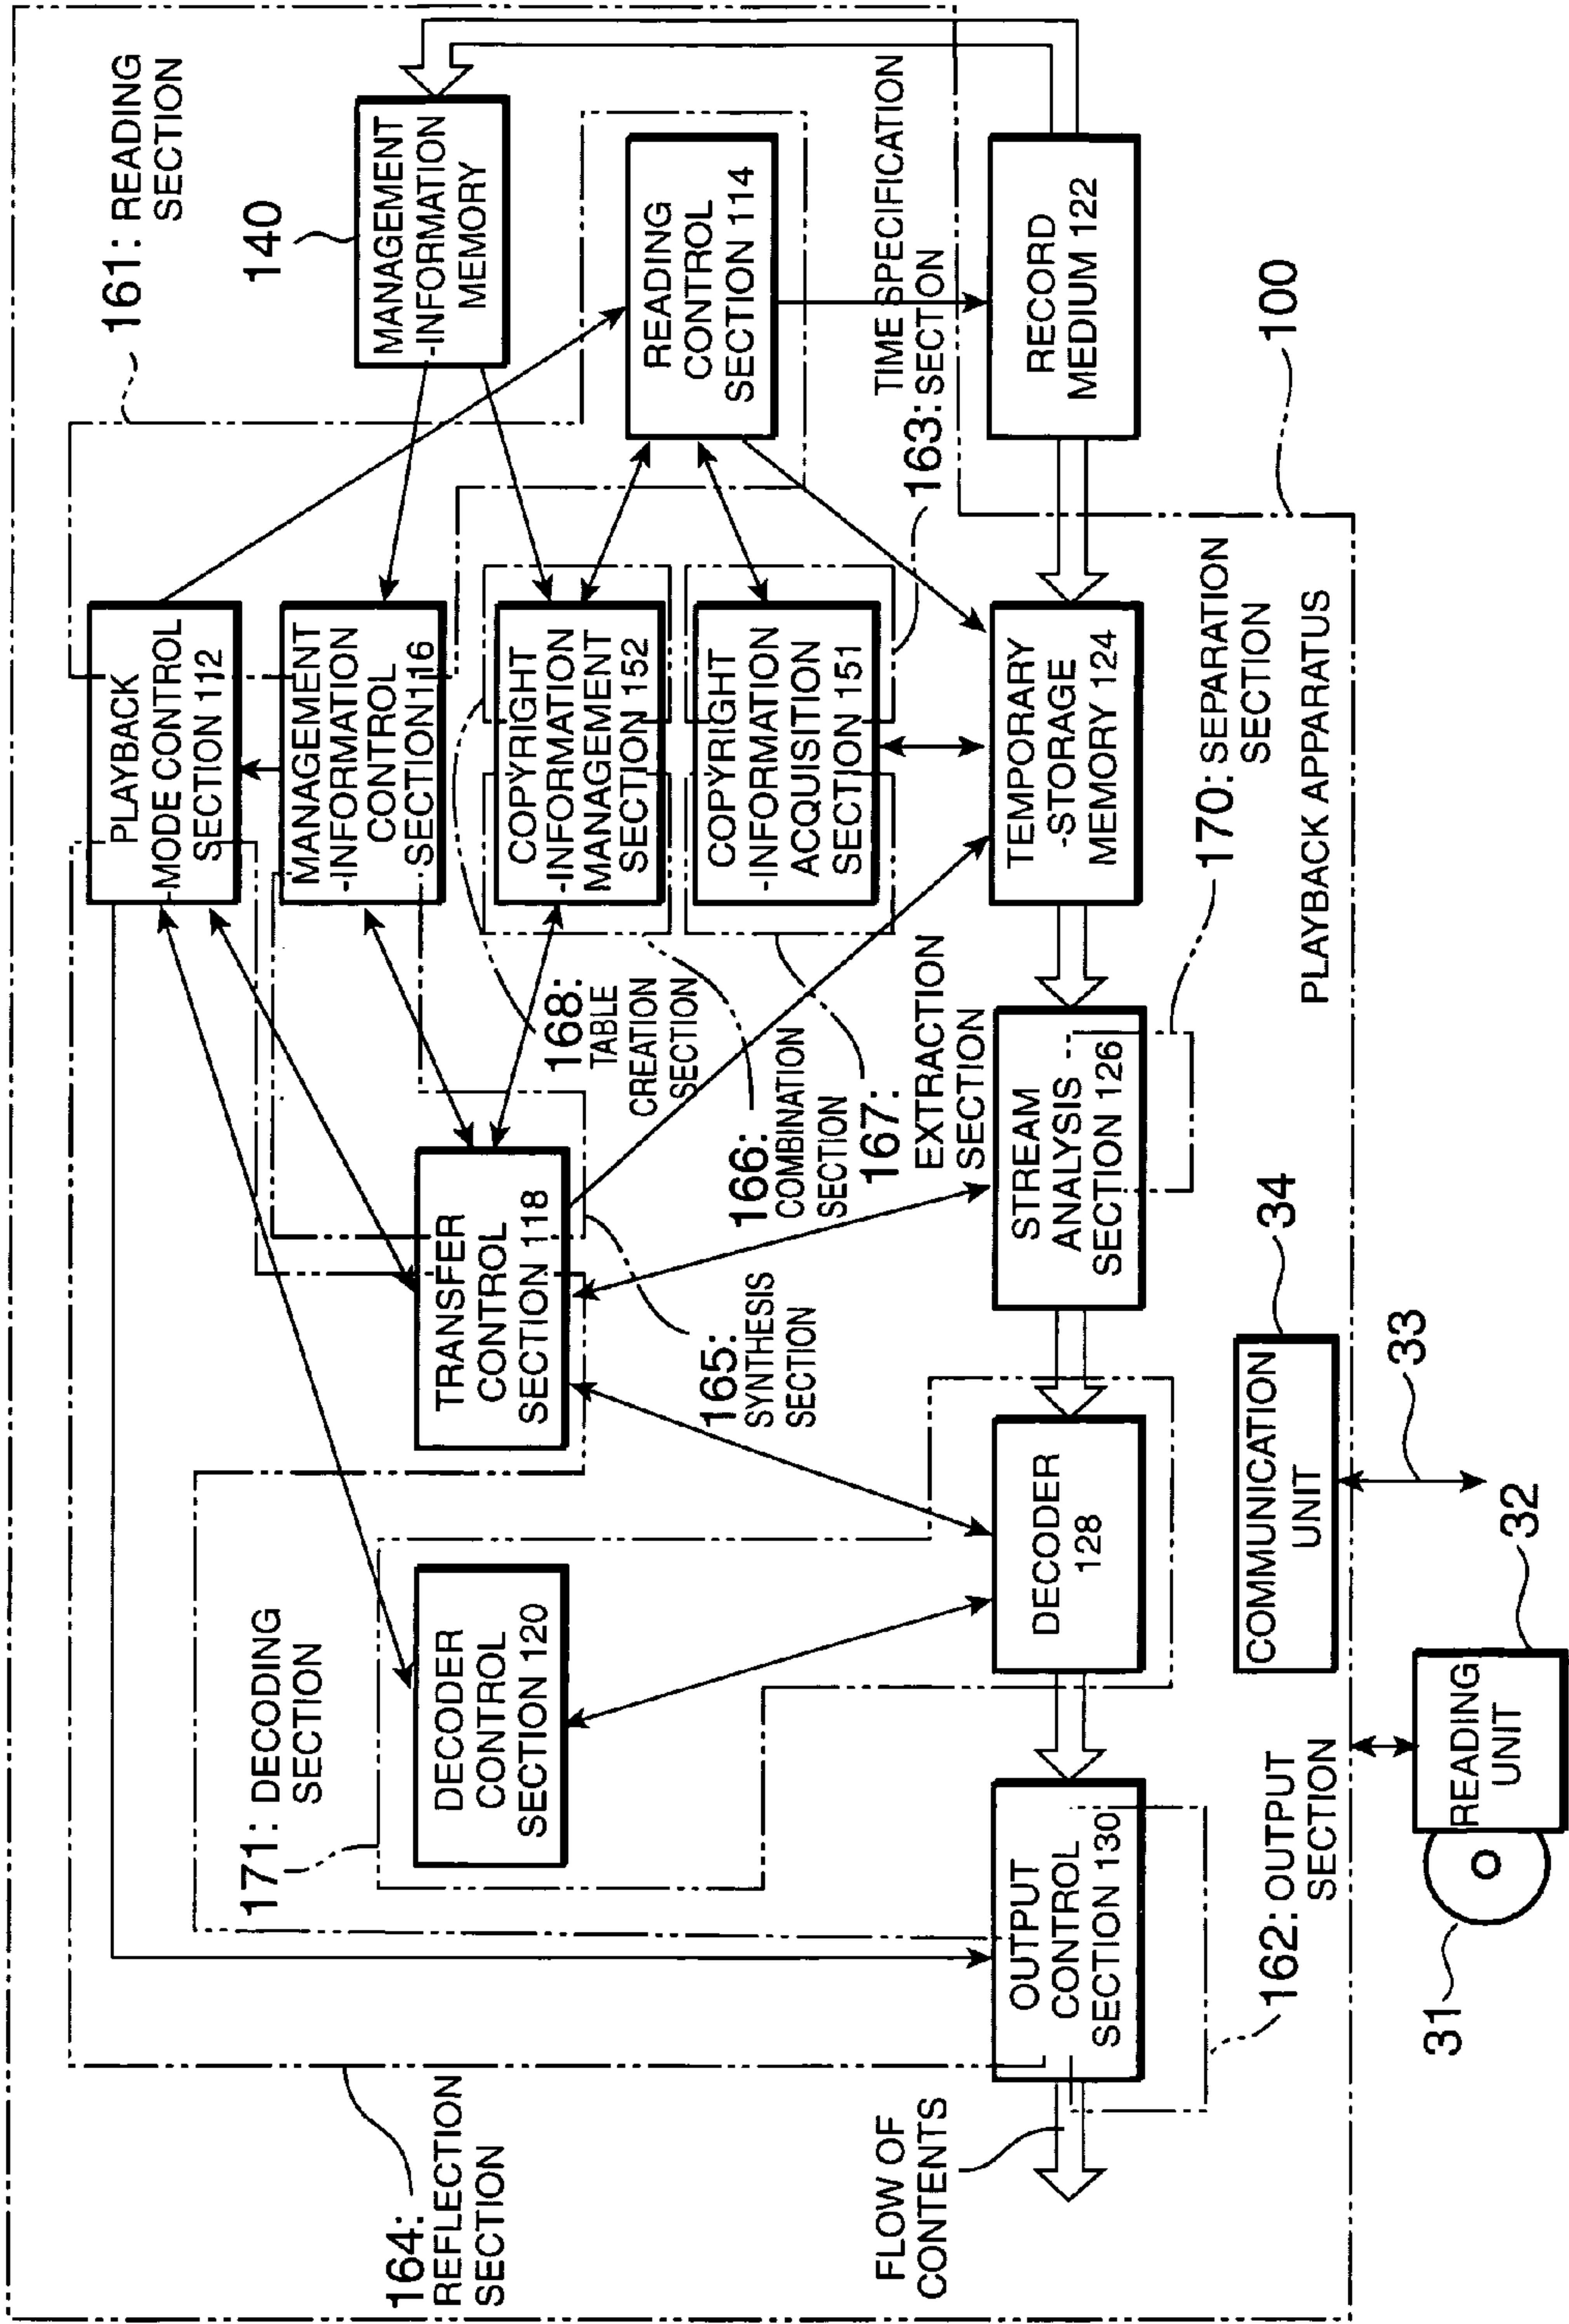 161: READING
SECTION
140
MANAGEMENT
-INFORMATION
MEMORY
READING
CONTROL
SECTION 114
TIME SPECIFICATION
163: SECTION
RECORD
MEDIUM 122
100
PLAYBACK
-MODE CONTROL
SECTION 112
MANAGEMENT
-INFORMATION
CONTROL
SECTION 116
COPYRIGHT
-INFORMATION
MANAGEMENT
SECTION 152
COPYRIGHT
-INFORMATION
ACQUISITION
SECTION 151
TEMPORARY
-STORAGE
MEMORY 124
170: SEPARATION
SECTION
PLAYBACK APPARATUS
168:
TABLE
CREATION
SECTION
166:
COMBINATION
SECTION
167:
EXTRACTION
SECTION
TRANSFER
CONTROL
SECTION 118
165:
SYNTHESIS
SECTION
STREAM
ANALYSIS
SECTION 126
34
COMMUNICATION
UNIT
33
171: DECODING
SECTION
DECODER
CONTROL
SECTION 120
DECODER
128
32
READING
UNIT
31
OUTPUT
CONTROL
SECTION 130
162: OUTPUT
SECTION
164:
REFLECTION
SECTION
FLOW OF
CONTENTS